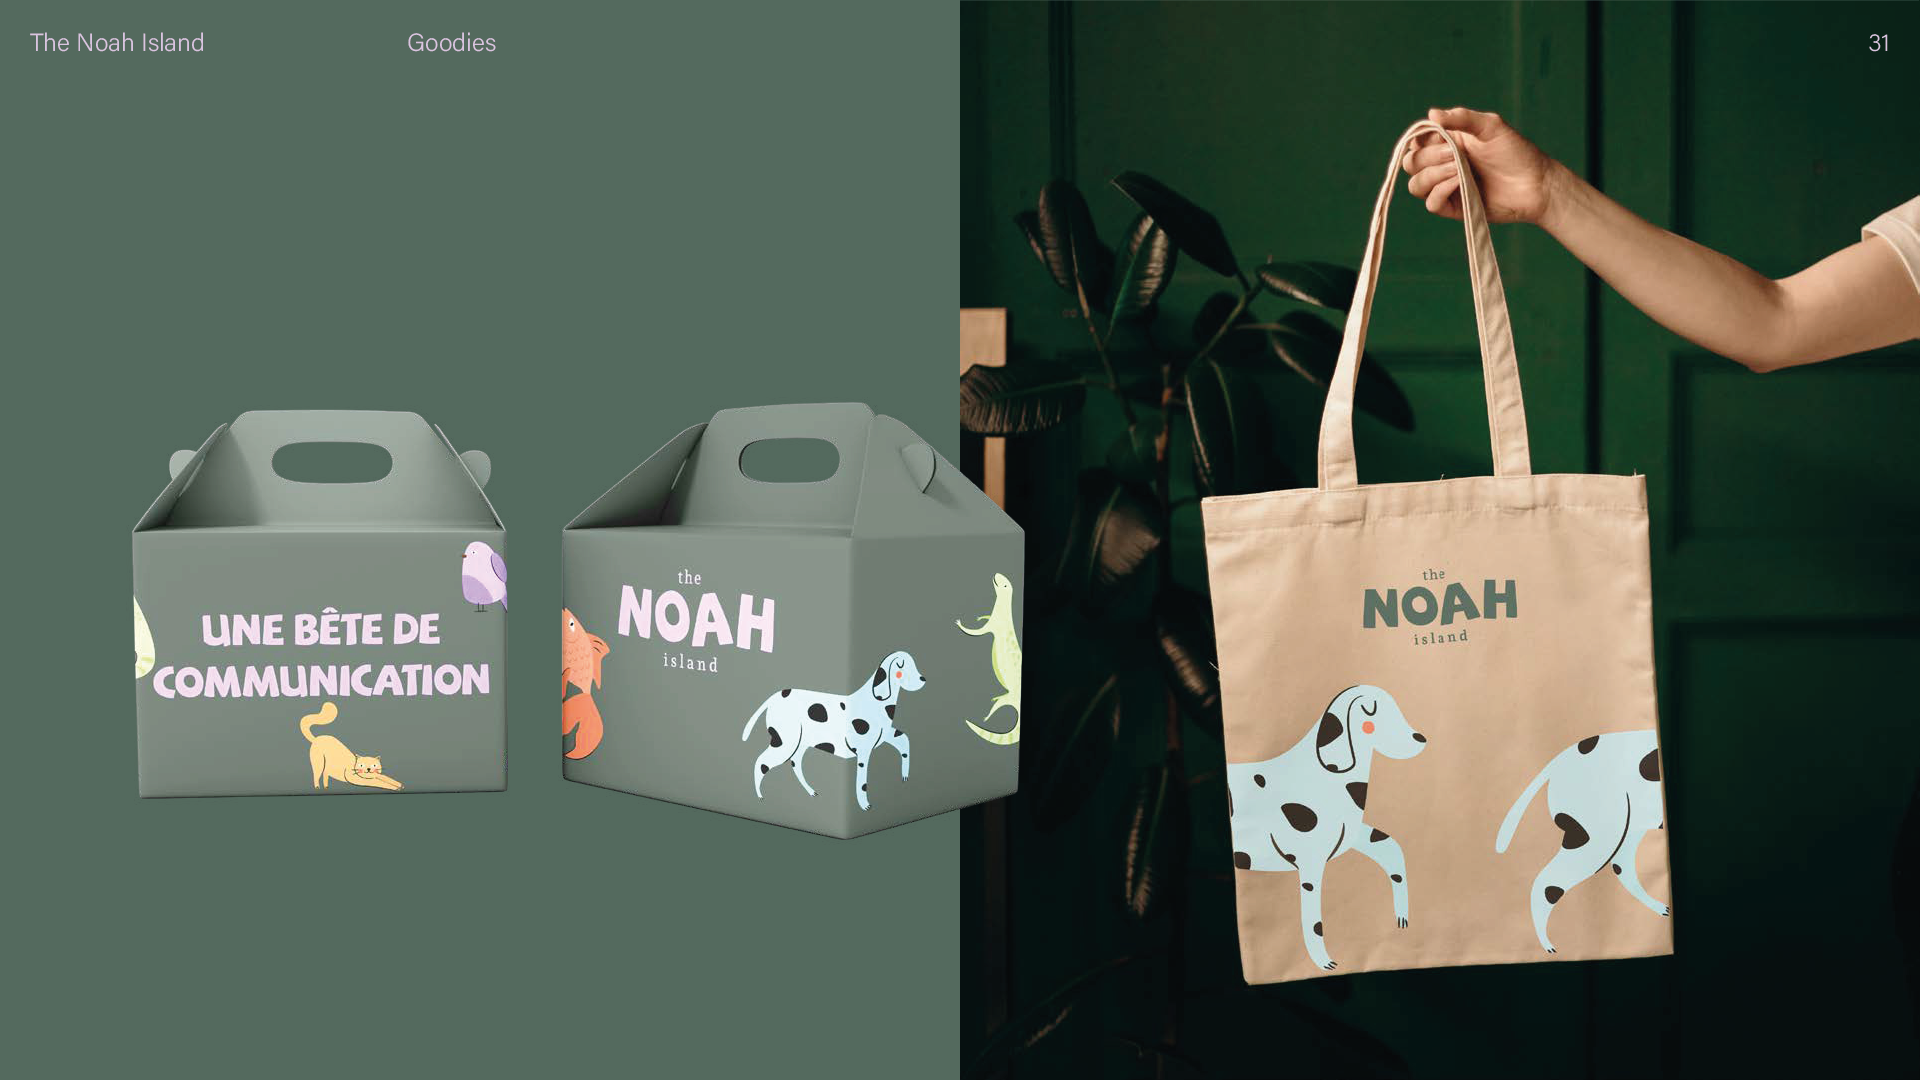 The Noah Island
Goodies
31
UNE BÊTE DE
COMMUNICATION
the
NOAH
island
the
NOAH
island